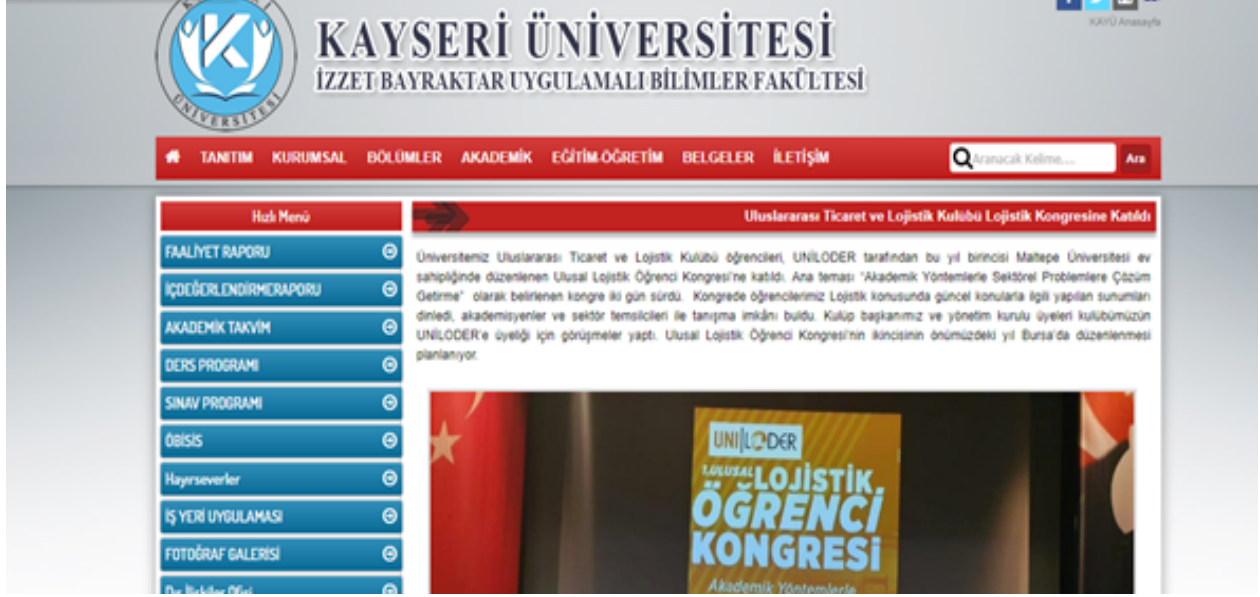 KAYÜ Anasayfa
KAYSERİ ÜNİVERSİTESİ
İZZET BAYRAKTAR UYGULAMALI BİLİMLER FAKÜLTESİ
ÜNİVERSİTESİ
TANITIM KURUMSAL BÖLÜMLER AKADEMİK EĞİTİM-ÖĞRETİM BELGELER İLETİŞİM Aranacak Kelime.... Ara
Hızlı Menü
FAALİYET RAPORU
İÇDEĞERLENDİRMERAPORU
AKADEMİK TAKVİM
DERS PROGRAMI
SINAV PROGRAMI
ÖBİSİS
Hayırseverler
İŞ YERİ UYGULAMASI
FOTOĞRAF GALERİSİ
Dış İlişkiler Ofisi
Uluslararası Ticaret ve Lojistik Kulübü Lojistik Kongresine Katıldı
Üniversitemiz Uluslararası Ticaret ve Lojistik Kulübü öğrencileri, UNİLODER tarafından bu yıl birincisi Maltepe Üniversitesi ev
sahipliğinde düzenlenen Ulusal Lojistik Öğrenci Kongresi'ne katıldı. Ana teması "Akademik Yöntemlerle Sektörel Problemlere Çözüm
Getirme" olarak belirlenen kongre iki gün sürdü. Kongrede öğrencilerimiz Lojistik konusunda güncel konularla ilgili yapılan sunumları
dinledi, akademisyenler ve sektör temsilcileri ile tanışma imkânı buldu. Kulüp başkanımız ve yönetim kurulu üyeleri kulübümüzün
UNİLODER'e üyeliği için görüşmeler yaptı. Ulusal Lojistik Öğrenci Kongresi'nin ikincisinin önümüzdeki yıl Bursa'da düzenlenmesi
planlanıyor.
UNİLODER
1.ULUSAL LOJİSTİK
ÖĞRENCİ
KONGRESİ
Akademik Yöntemlerle